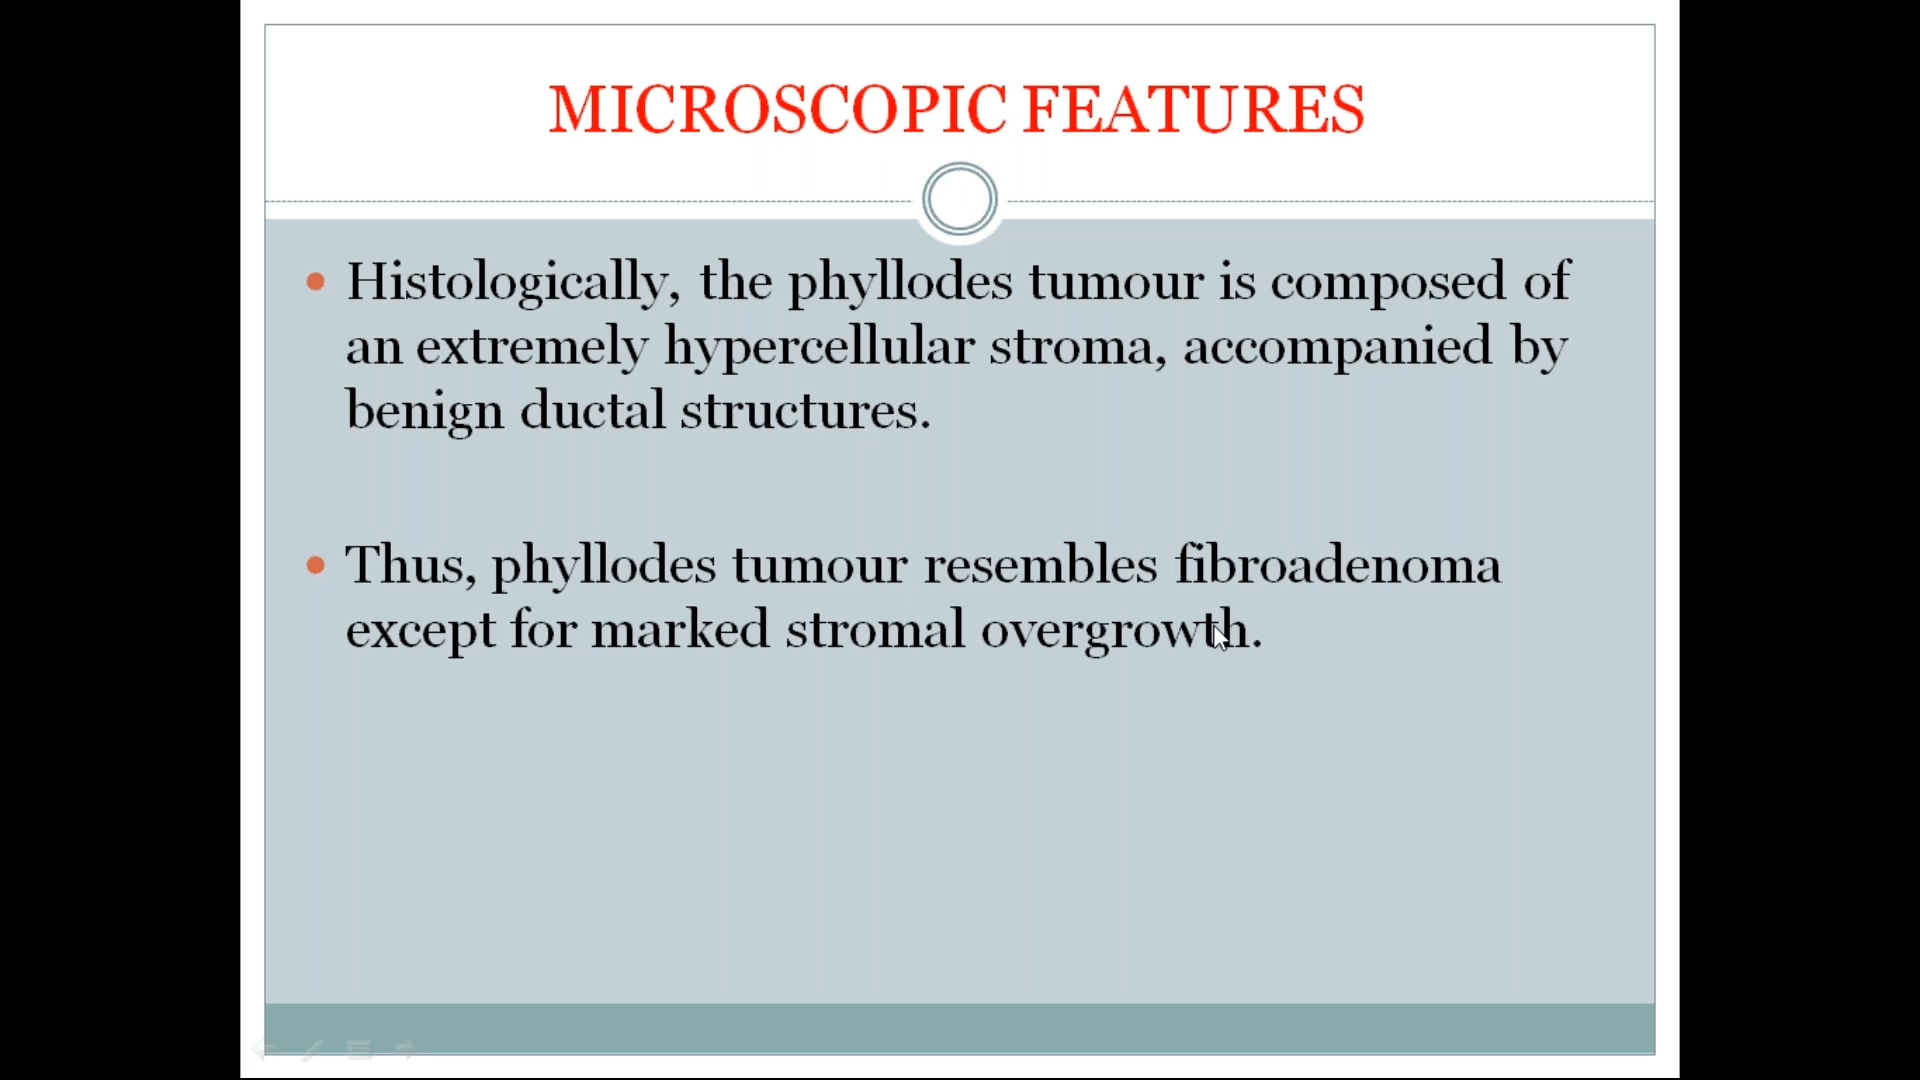 MICROSCOPIC FEATURES
• Histologically, the phyllodes tumour is composed of
an extremely hypercellular stroma, accompanied by
benign ductal structures.
• Thus, phyllodes tumour resembles fibroadenoma
except for marked stromal overgrowth.